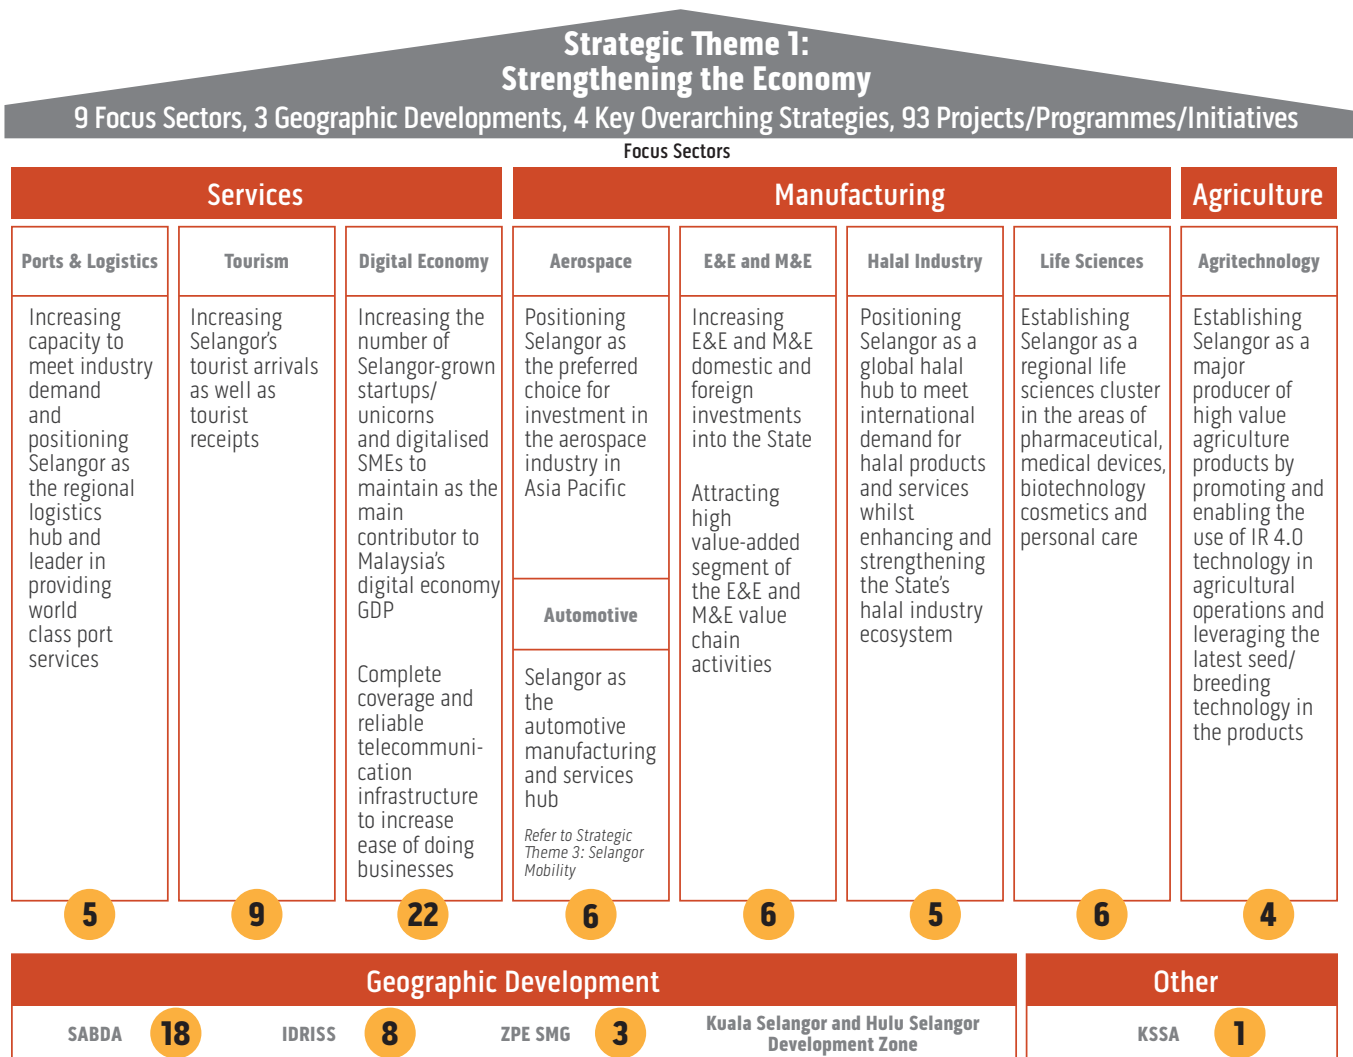 Strategic Theme 1:
Strengthening the Economy
9 Focus Sectors, 3 Geographic Developments, 4 Key Overarching Strategies, 93 Projects/Programmes/Initiatives
Focus Sectors
Services
Manufacturing
Agriculture
Ports & Logistics
Increasing
capacity to
meet industry
demand
and
positioning
Selangor as
the regional
logistics
hub and
leader in
providing
world
class port
services
5
Tourism
Increasing
Selangor's
tourist arrivals
as well as
tourist
receipts
9
Digital Economy
Increasing the
number of
Selangor-grown
startups/
unicorns
and digitalised
SMEs to
maintain as the
main
contributor to
Malaysia's
digital economy
GDP
Complete
coverage and
reliable
telecommuni-
cation
infrastructure
to increase
ease of doing
businesses
22
Aerospace
Positioning
Selangor as
the preferred
choice for
investment in
the aerospace
industry in
Asia Pacific
Automotive
Selangor as
the
automotive
manufacturing
and services
hub
Refer to Strategic
Theme 3: Selangor
Mobility
6
E&E and M&E
Increasing
E&E and M&E
domestic and
foreign
investments
into the State
Attracting
high
value-added
segment of
the E&E and
M&E value
chain
activities
6
Halal Industry
Positioning
Selangor as a
global halal
hub to meet
international
demand for
halal products
and services
whilst
enhancing and
strengthening
the State's
halal industry
ecosystem
5
Life Sciences
Establishing
Selangor as a
regional life
sciences cluster
in the areas of
pharmaceutical,
medical devices,
biotechnology
cosmetics and
personal care
6
Agritechnology
Establishing
Selangor as a
major
producer of
high value
agriculture
products by
promoting and
enabling the
use of IR 4.0
technology in
agricultural
operations and
leveraging the
latest seed/
breeding
technology in
the products
4
Geographic Development
SABDA 18
IDRISS 8
ZPE SMG 3
Kuala Selangor and Hulu Selangor
Development Zone
Other
KSSA 1